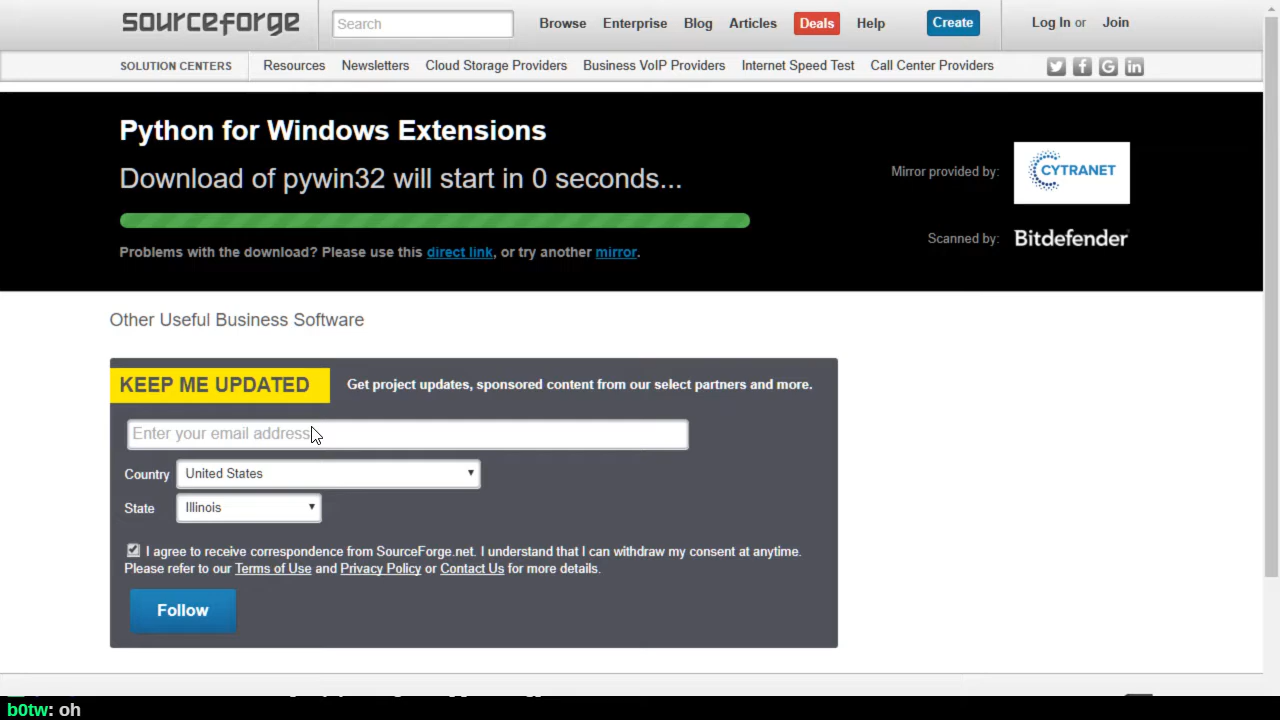 sourceforge
Search
Browse Enterprise Blog Articles Deals Help Create Log In or Join
SOLUTION CENTERS Resources Newsletters Cloud Storage Providers Business VoIP Providers Internet Speed Test Call Center Providers
Python for Windows Extensions
Download of pywin32 will start in 0 seconds...
Mirror provided by: CYTRANET
Problems with the download? Please use this direct link, or try another mirror.
Scanned by: Bitdefender
Other Useful Business Software
KEEP ME UPDATED Get project updates, sponsored content from our select partners and more.
Enter your email address
Country United States
State Illinois
I agree to receive correspondence from SourceForge.net. I understand that I can withdraw my consent at anytime.
Please refer to our Terms of Use and Privacy Policy or Contact Us for more details.
Follow
b0tw: oh